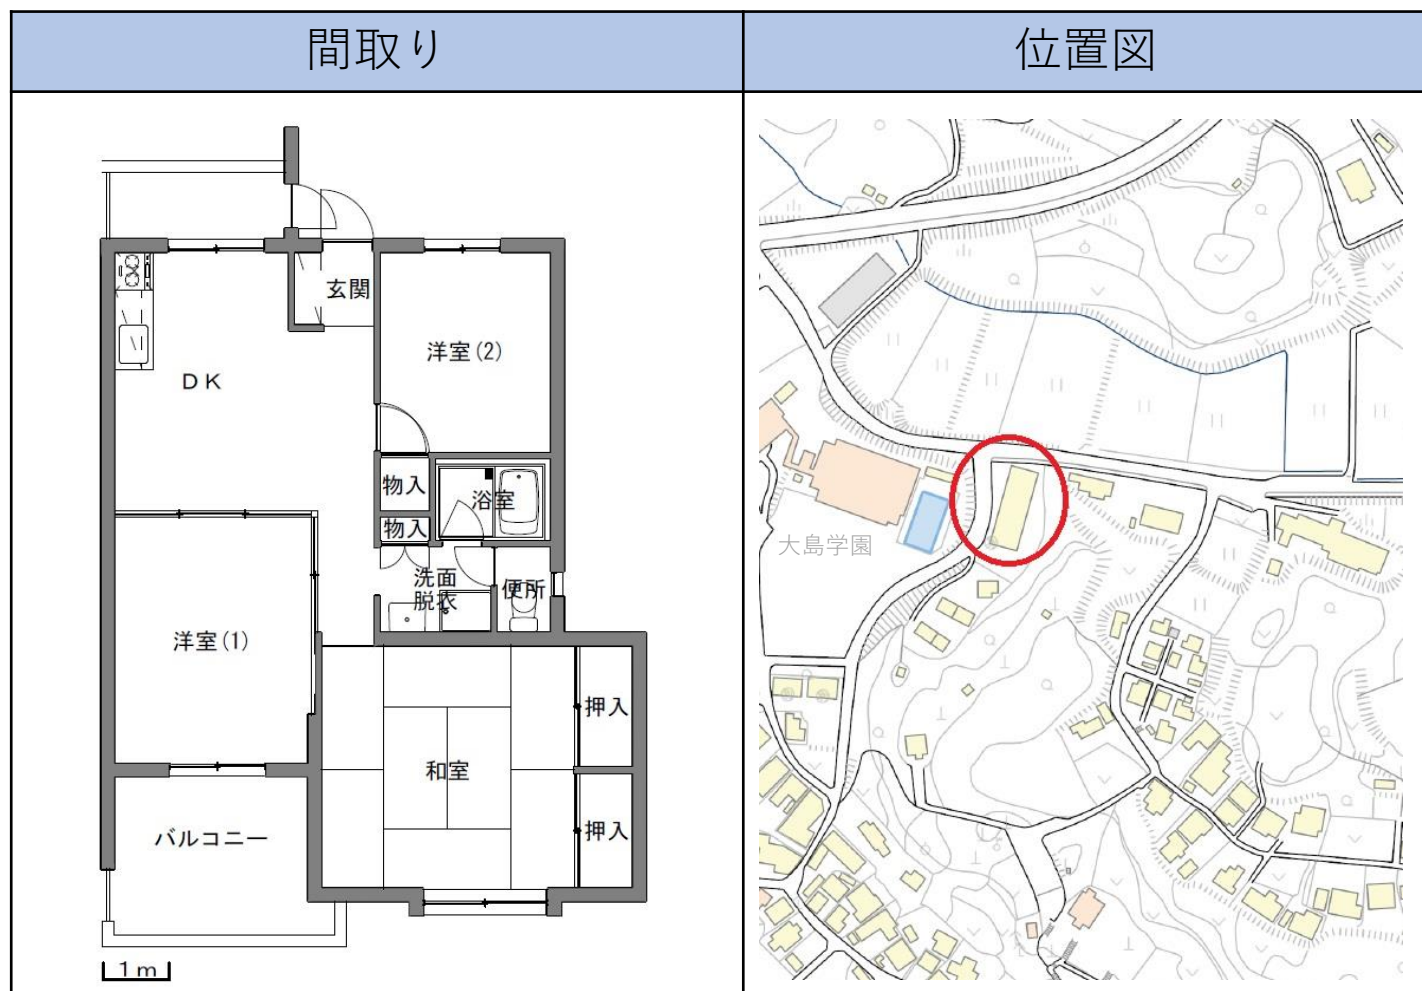 間取り
位置図
玄関
洋室(2)
DK
物入
浴室
物入
洗面
脱衣
便所
洋室(1)
押入
和室
押入
バルコニー
1m
大島学園